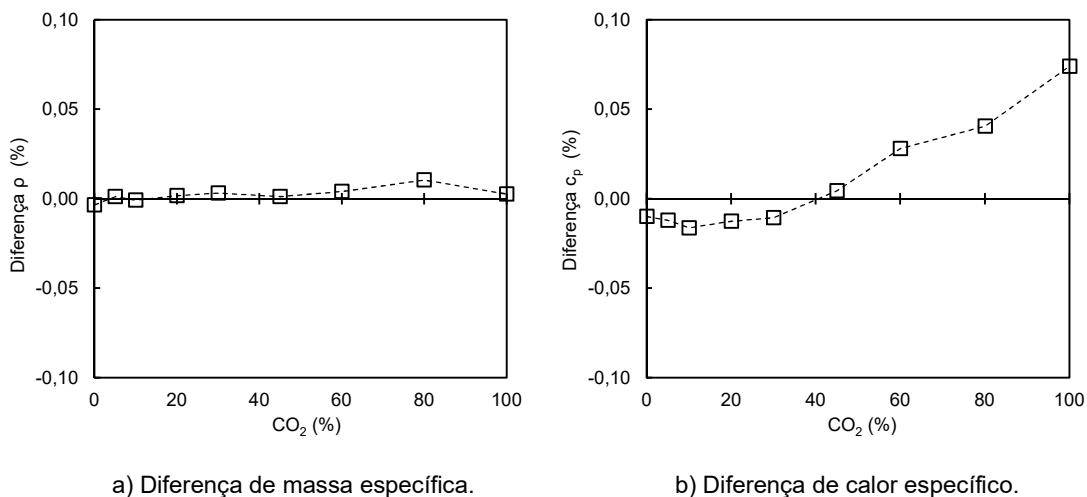 0,10
0,05
0,00
-0,05
-0,10
Diferença ρ (%)
0 20 40 60 80 100
CO₂ (%)
a) Diferença de massa específica.
0,10
0,05
0,00
-0,05
-0,10
Diferença cₚ (%)
0 20 40 60 80 100
CO₂ (%)
b) Diferença de calor específico.